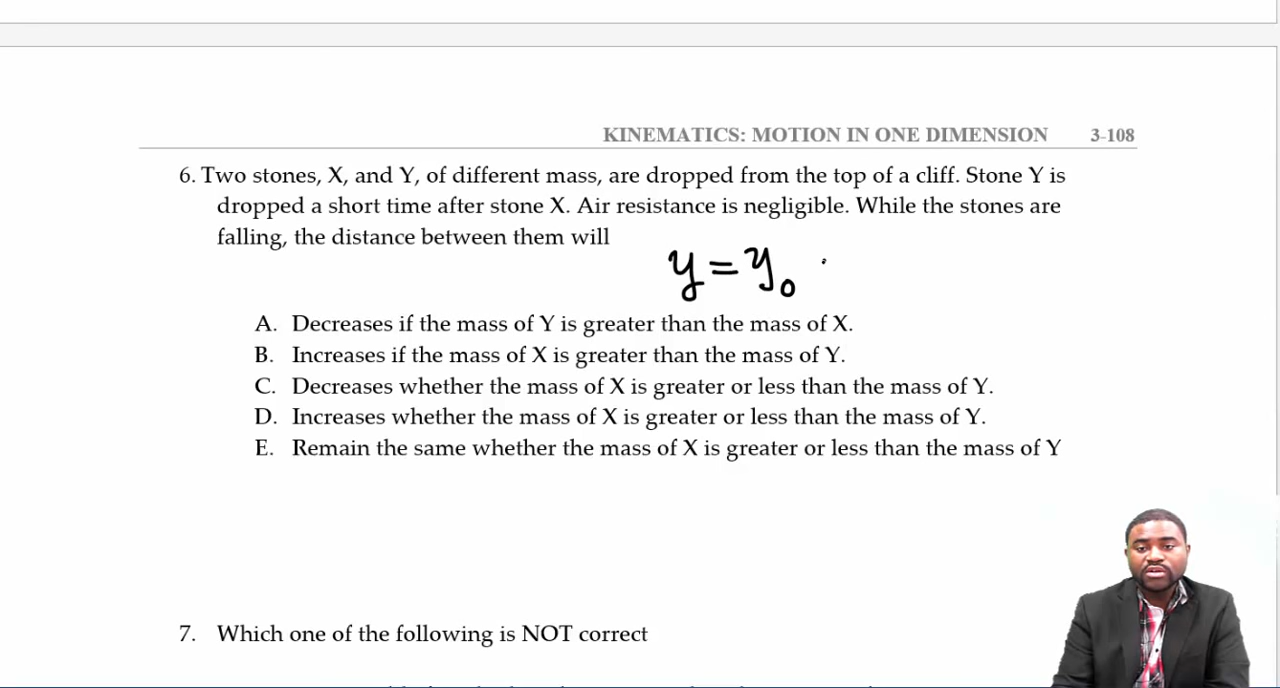 KINEMATICS: MOTION IN ONE DIMENSION 3-108
6. Two stones, X, and Y, of different mass, are dropped from the top of a cliff. Stone Y is
dropped a short time after stone X. Air resistance is negligible. While the stones are
falling, the distance between them will
y = y₀
A. Decreases if the mass of Y is greater than the mass of X.
B. Increases if the mass of X is greater than the mass of Y.
C. Decreases whether the mass of X is greater or less than the mass of Y.
D. Increases whether the mass of X is greater or less than the mass of Y.
E. Remain the same whether the mass of X is greater or less than the mass of Y
7. Which one of the following is NOT correct